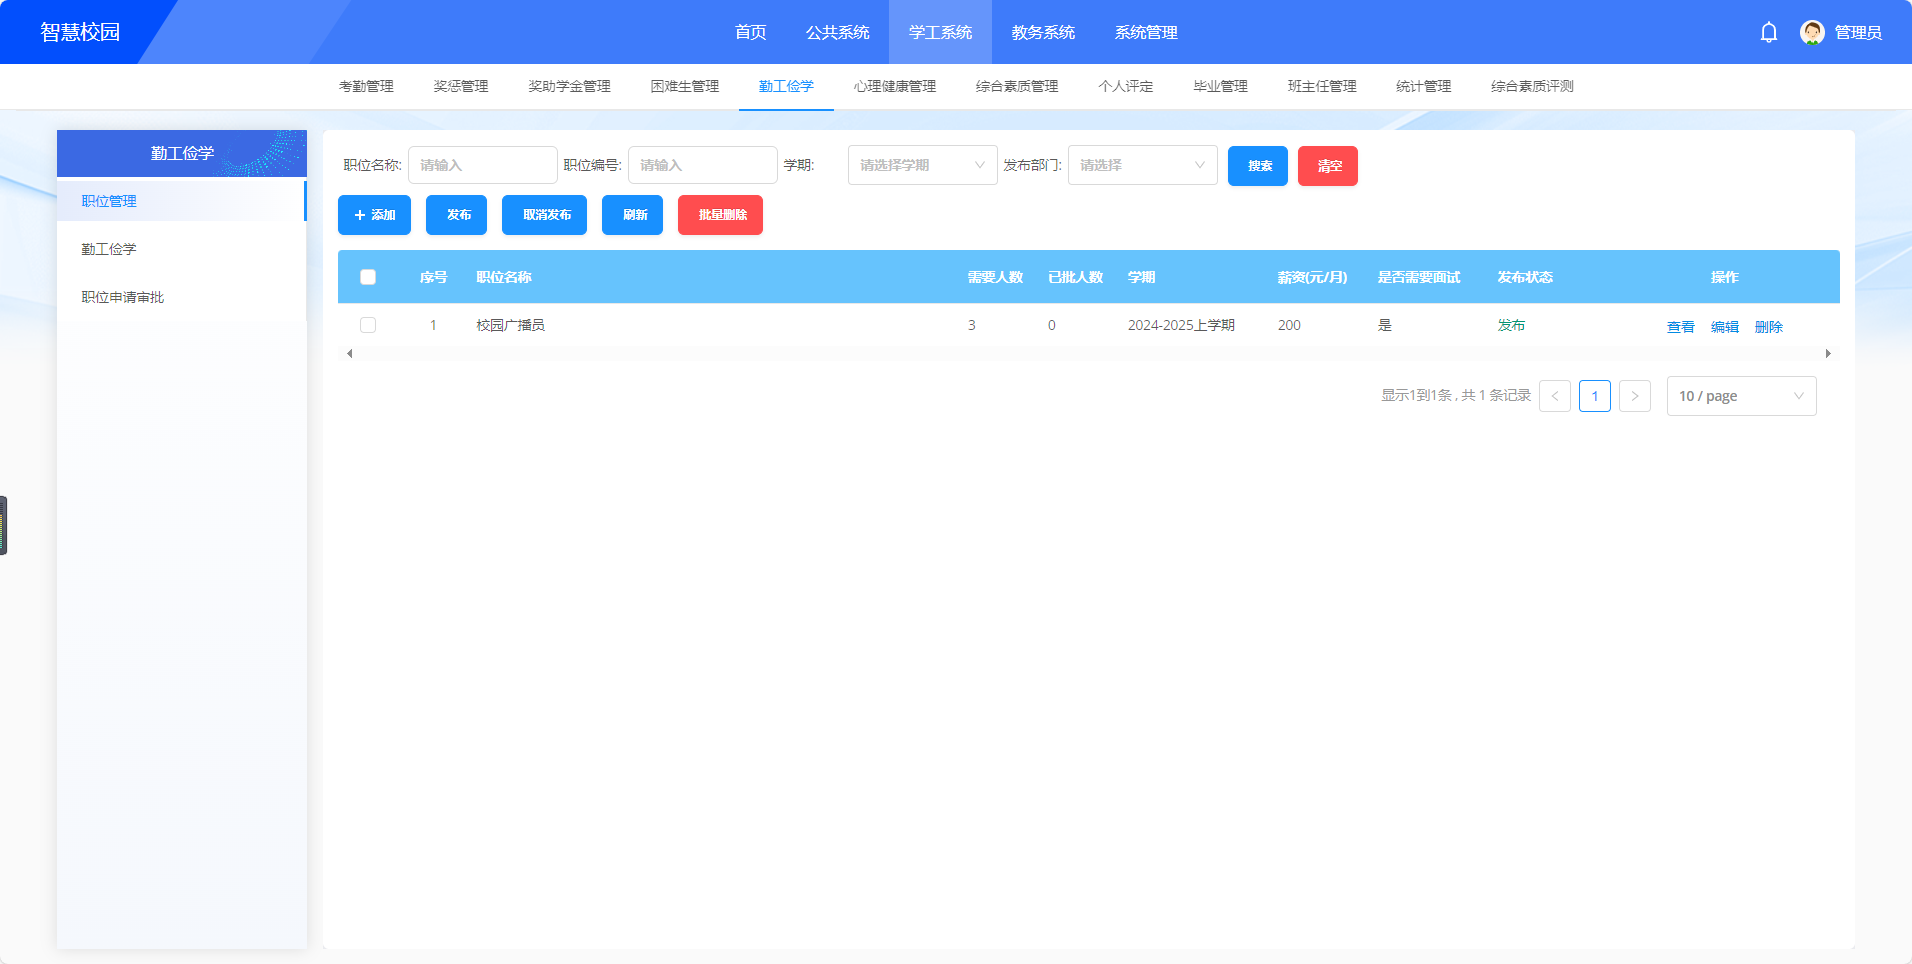 智慧校园 首页 公共系统 学工系统 教务系统 系统管理 管理员
考勤管理 奖惩管理 奖助学金管理 困难生管理 勤工俭学 心理健康管理 综合素质管理 个人评定 毕业管理 班主任管理 统计管理 综合素质评测
勤工俭学
职位管理
勤工俭学
职位申请审批
职位名称: 请输入 职位编号: 请输入 学期: 请选择学期 发布部门: 请选择 搜索 清空
+ 添加 发布 取消发布 刷新 批量删除
序号 职位名称 需要人数 已批人数 学期 薪资(元/月) 是否需要面试 发布状态 操作
1 校园广播员 3 0 2024-2025上学期 200 是 发布 查看 编辑 删除
显示1到1条 , 共 1 条记录 < 1 > 10 / page